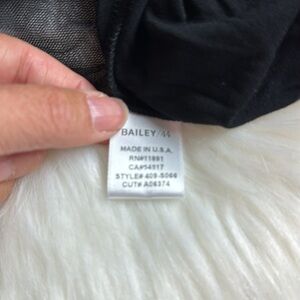 BAILEY/44
MADE IN U.S.A.
RN#11891
CA#54917
STYLE# 409-5066
CUT# A06374